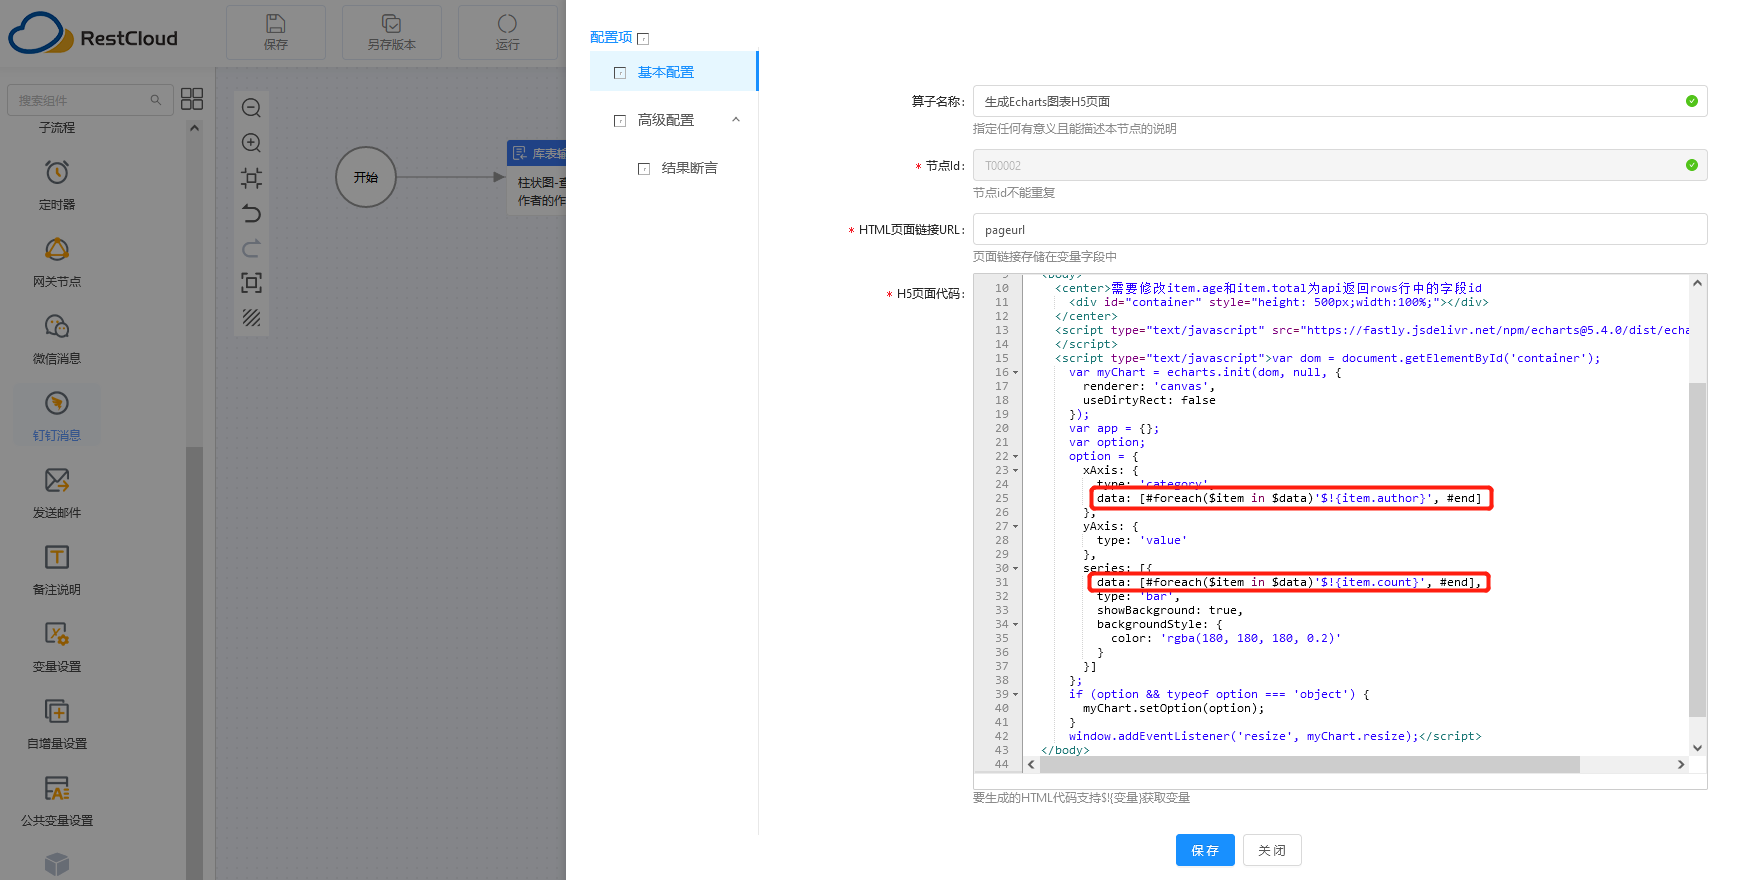 RestCloud
保存
另存版本
运行
搜索组件
子流程
定时器
网关节点
微信消息
钉钉消息
发送邮件
备注说明
变量设置
自增量设置
公共变量设置
开始
库表输
柱状图-查
作者的作
配置项
基本配置
高级配置
结果断言
算子名称:
生成Echarts图表H5页面
指定任何有意义且能描述本节点的说明
* 节点Id:
T00002
节点id不能重复
* HTML页面链接URL:
pageurl
页面链接存储在变量字段中
* H5页面代码:
9 <body>
10 <center>需要修改item.age和item.total为api返回rows行中的字段id
11 <div id="container" style="height: 500px;width:100%;"></div>
12 </center>
13 <script type="text/javascript" src="https://fastly.jsdelivr.net/npm/echarts@5.4.0/dist/echa
14 </script>
15 <script type="text/javascript">var dom = document.getElementById('container');
16 var myChart = echarts.init(dom, null, {
17 renderer: 'canvas',
18 useDirtyRect: false
19 });
20 var app = {};
21 var option;
22 option = {
23 xAxis: {
24 type: 'category',
25 data: [#foreach($item in $data)'$!{item.author}', #end]
26 },
27 yAxis: {
28 type: 'value'
29 },
30 series: [{
31 data: [#foreach($item in $data)'$!{item.count}', #end],
32 type: 'bar',
33 showBackground: true,
34 backgroundStyle: {
35 color: 'rgba(180, 180, 180, 0.2)'
36 }
37 }]
38 };
39 if (option && typeof option === 'object') {
40 myChart.setOption(option);
41 }
42 window.addEventListener('resize', myChart.resize);</script>
43 </body>
44
要生成的HTML代码支持$!{变量}获取变量
保存
关闭